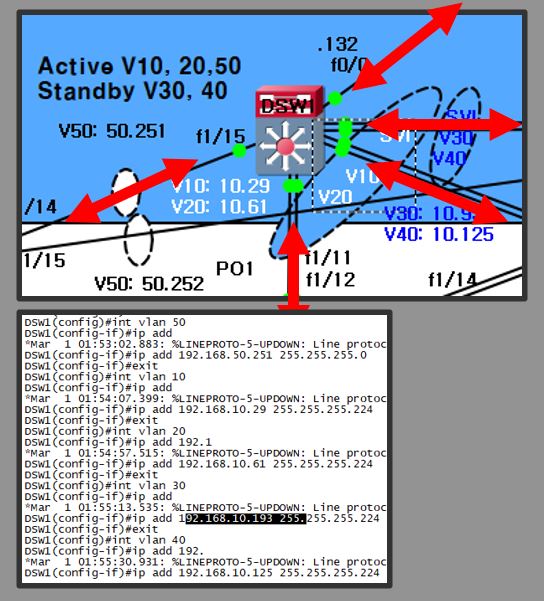 Active V10, 20,50
Standby V30, 40
.132
f0/0
DSW1
V50: 50.251
f1/15
SVI
V30
V40
SVI
V10
V20
V10: 10.29
V20: 10.61
/14
V30: 10.9
V40: 10.125
1/15
PO1
f1/11
f1/12
V50: 50.252
f1/14
DSW1(config)#int vlan 50
DSW1(config-if)#ip add
*Mar  1 01:53:02.883: %LINEPROTO-5-UPDOWN: Line protoc
DSW1(config-if)#ip add 192.168.50.251 255.255.255.0
DSW1(config-if)#exit
DSW1(config)#int vlan 10
DSW1(config-if)#ip add
*Mar  1 01:54:07.399: %LINEPROTO-5-UPDOWN: Line protoc
DSW1(config-if)#ip add 192.168.10.29 255.255.255.224
DSW1(config-if)#exit
DSW1(config)#int vlan 20
DSW1(config-if)#ip add 192.1
*Mar  1 01:54:57.515: %LINEPROTO-5-UPDOWN: Line protoc
DSW1(config-if)#ip add 192.168.10.61 255.255.255.224
DSW1(config-if)#exit
DSW1(config)#int vlan 30
DSW1(config-if)#ip add
*Mar  1 01:55:13.535: %LINEPROTO-5-UPDOWN: Line protoc
DSW1(config-if)#ip add 192.168.10.193 255.255.255.224
DSW1(config-if)#exit
DSW1(config)#int vlan 40
DSW1(config-if)#ip add 192.
*Mar  1 01:55:30.931: %LINEPROTO-5-UPDOWN: Line protoc
DSW1(config-if)#ip add 192.168.10.125 255.255.255.224